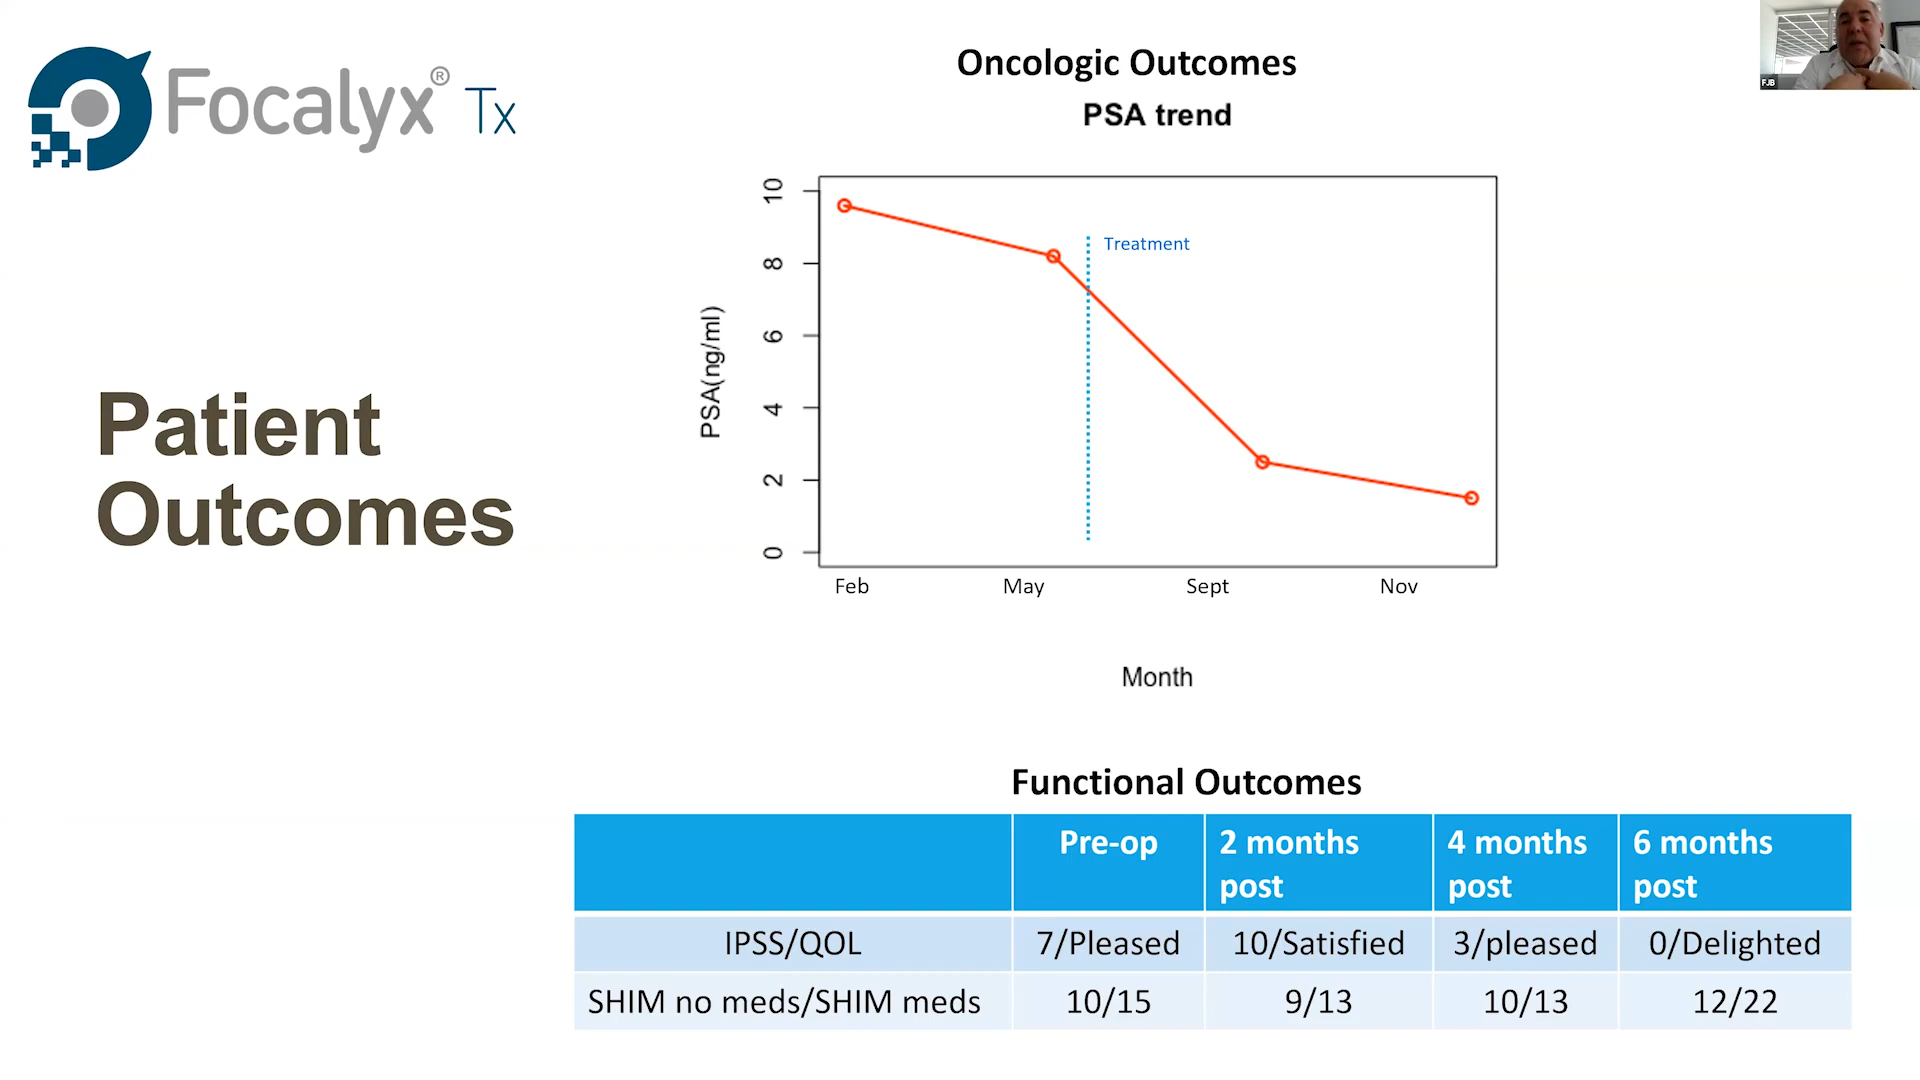 Focalyx® Tx
Patient
Outcomes
Oncologic Outcomes
PSA trend
PSA(ng/ml)
10
8
6
4
2
0
Treatment
Feb May Sept Nov
Month
Functional Outcomes
Pre-op 2 months post 4 months post 6 months post
IPSS/QOL 7/Pleased 10/Satisfied 3/pleased 0/Delighted
SHIM no meds/SHIM meds 10/15 9/13 10/13 12/22
FJB